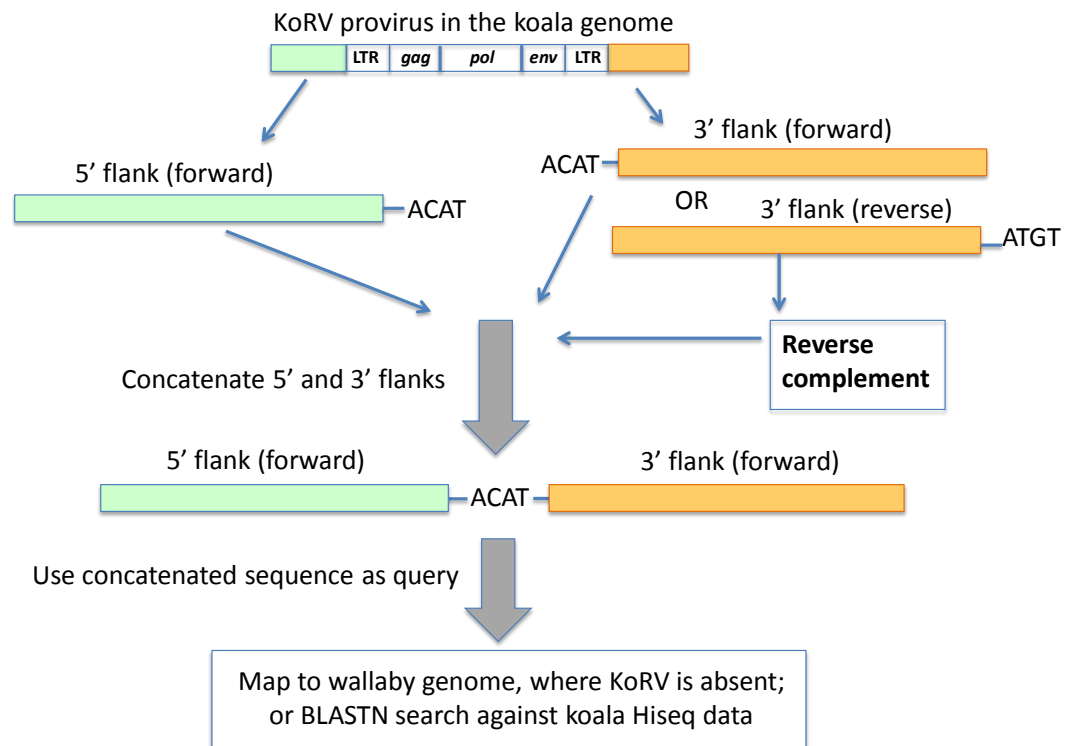 KoRV provirus in the koala genome
LTR gag pol env LTR
3’ flank (forward)
5’ flank (forward)
ACAT
OR
3’ flank (reverse)
ACAT
ATGT
Reverse
complement
Concatenate 5’ and 3’ flanks
5’ flank (forward)
3’ flank (forward)
ACAT
Use concatenated sequence as query
Map to wallaby genome, where KoRV is absent;
or BLASTN search against koala Hiseq data